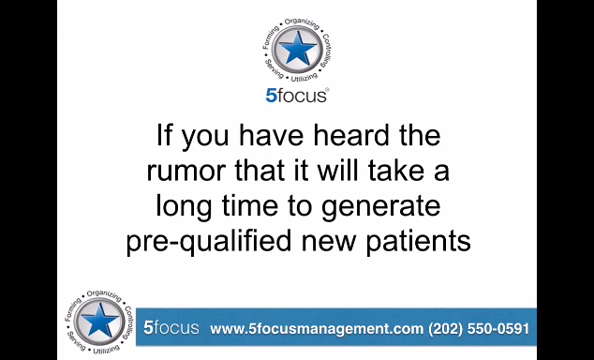 Forming • Organizing • Controlling • Utilizing • Serving •
5focus
If you have heard the
rumor that it will take a
long time to generate
pre-qualified new patients
Forming • Organizing • Controlling • Utilizing • Serving •
5focus www.5focusmanagement.com (202) 550-0591